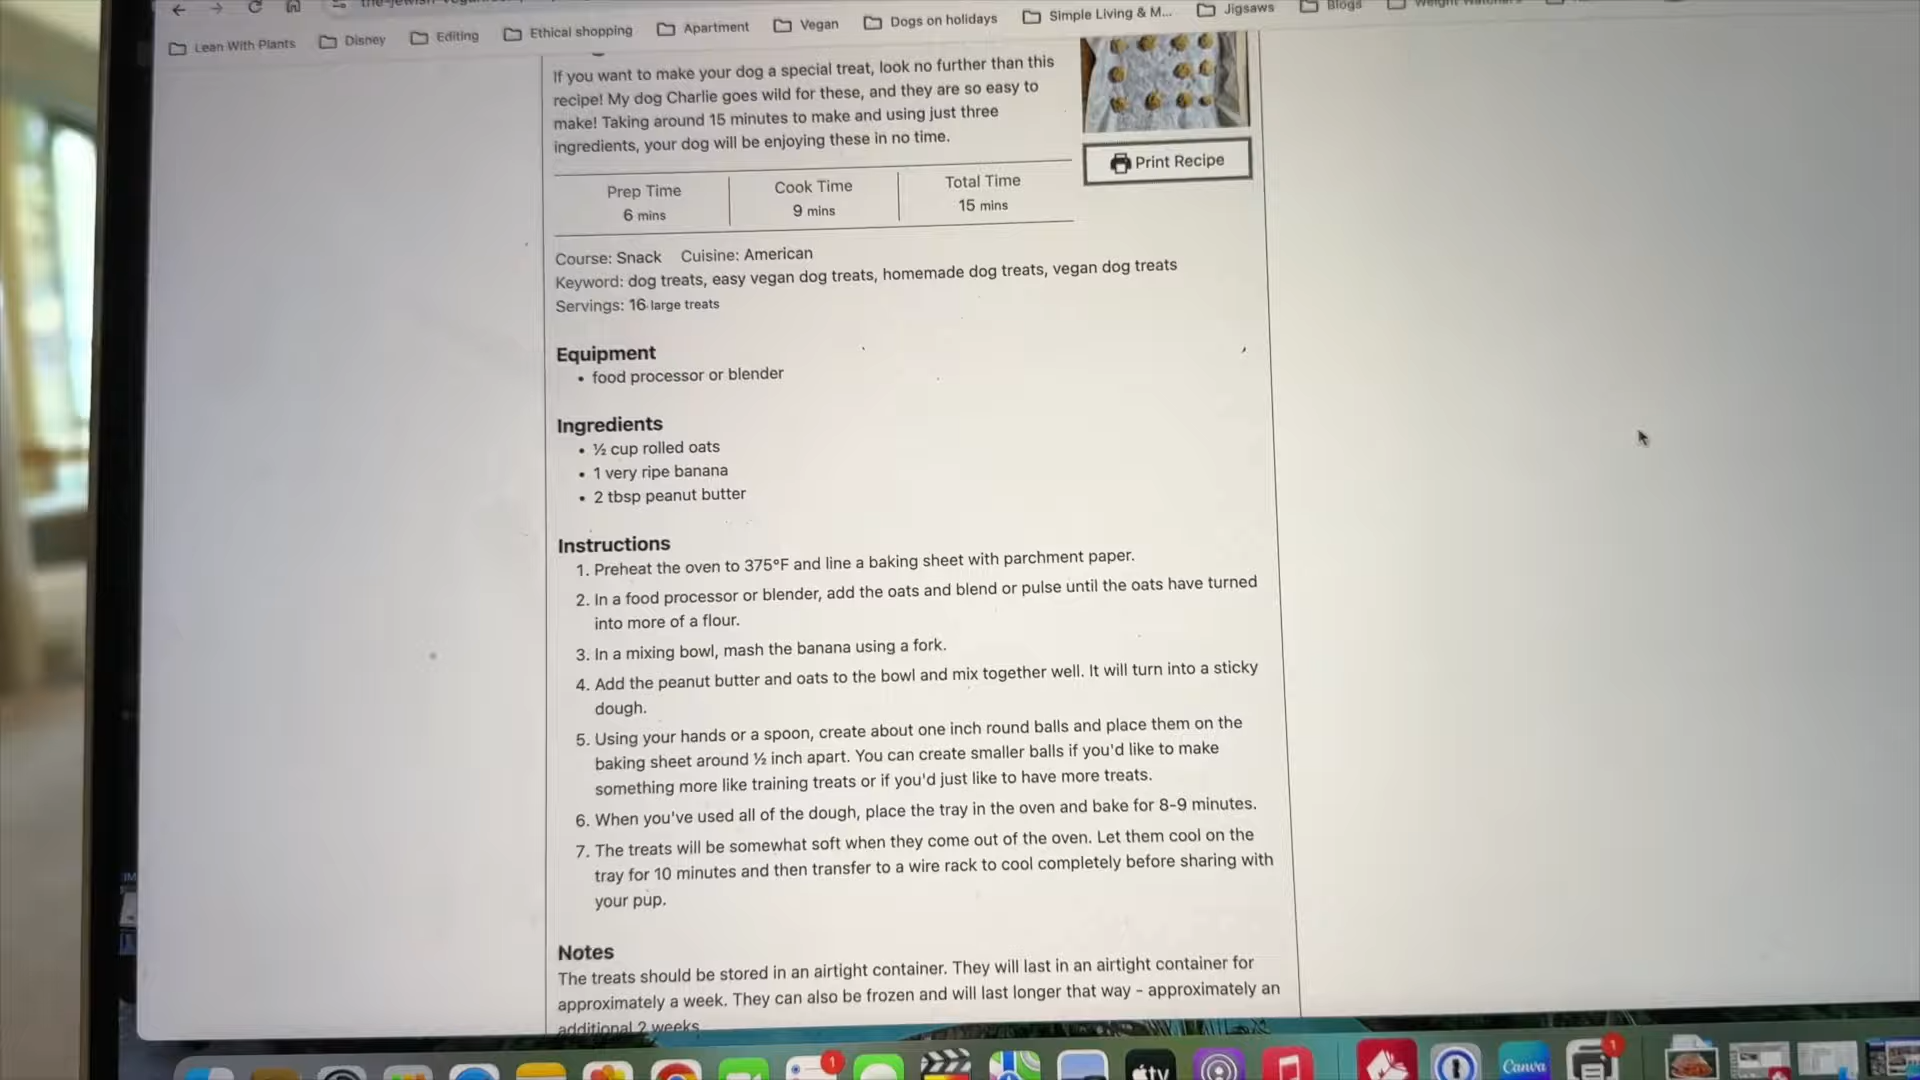 Lean With Plants Disney Editing Ethical shopping Apartment Vegan Dogs on holidays Simple Living & M... Jigsaws Blogs
If you want to make your dog a special treat, look no further than this
recipe! My dog Charlie goes wild for these, and they are so easy to
make! Taking around 15 minutes to make and using just three
ingredients, your dog will be enjoying these in no time.
Print Recipe
Prep Time Cook Time Total Time
6 mins 9 mins 15 mins
Course: Snack Cuisine: American
Keyword: dog treats, easy vegan dog treats, homemade dog treats, vegan dog treats
Servings: 16 large treats
Equipment
• food processor or blender
Ingredients
• ½ cup rolled oats
• 1 very ripe banana
• 2 tbsp peanut butter
Instructions
1. Preheat the oven to 375°F and line a baking sheet with parchment paper.
2. In a food processor or blender, add the oats and blend or pulse until the oats have turned
into more of a flour.
3. In a mixing bowl, mash the banana using a fork.
4. Add the peanut butter and oats to the bowl and mix together well. It will turn into a sticky
dough.
5. Using your hands or a spoon, create about one inch round balls and place them on the
baking sheet around ½ inch apart. You can create smaller balls if you'd like to make
something more like training treats or if you'd just like to have more treats.
6. When you've used all of the dough, place the tray in the oven and bake for 8-9 minutes.
7. The treats will be somewhat soft when they come out of the oven. Let them cool on the
tray for 10 minutes and then transfer to a wire rack to cool completely before sharing with
your pup.
Notes
The treats should be stored in an airtight container. They will last in an airtight container for
approximately a week. They can also be frozen and will last longer that way - approximately an
additional 2 weeks
1
tv
Canva
1